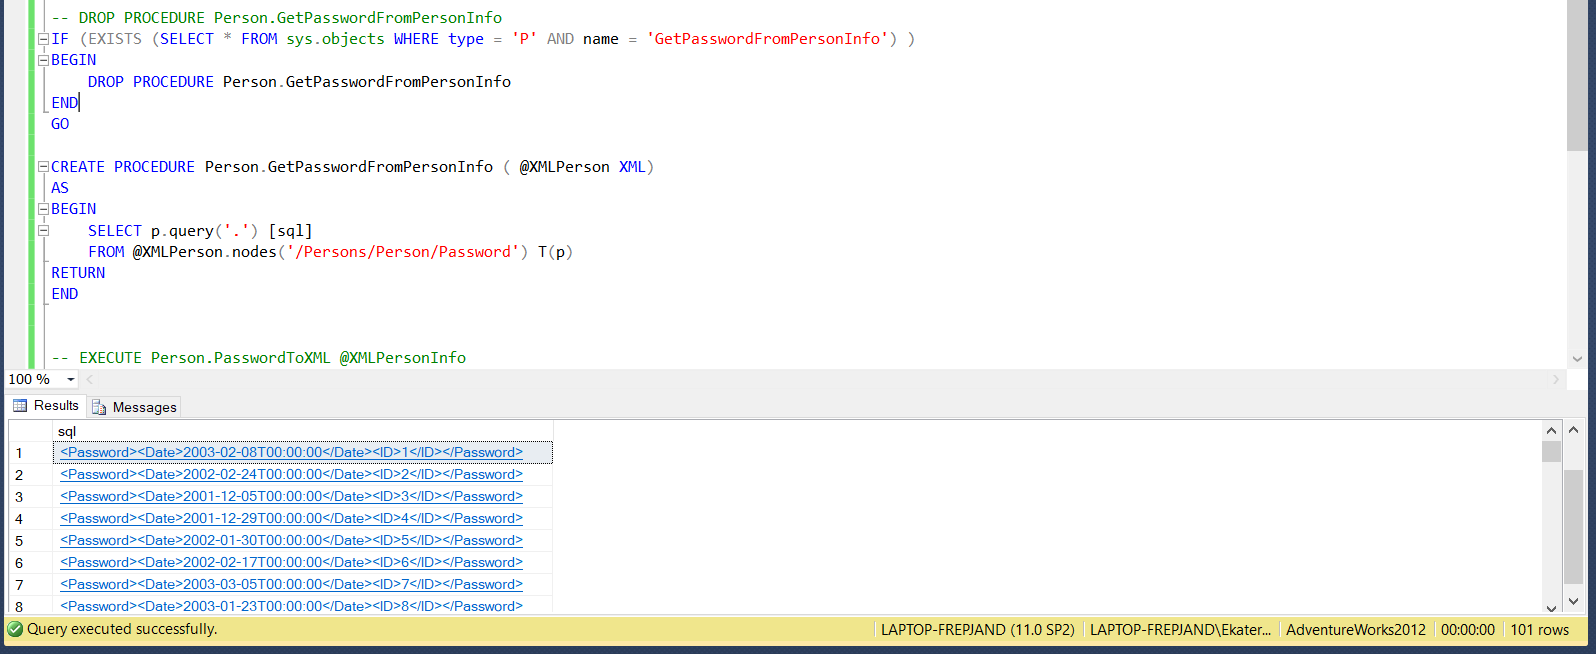 -- DROP PROCEDURE Person.GetPasswordFromPersonInfo
IF (EXISTS (SELECT * FROM sys.objects WHERE type = 'P' AND name = 'GetPasswordFromPersonInfo') )
BEGIN
    DROP PROCEDURE Person.GetPasswordFromPersonInfo
END
GO
CREATE PROCEDURE Person.GetPasswordFromPersonInfo ( @XMLPerson XML)
AS
BEGIN
    SELECT p.query('.') [sql]
    FROM @XMLPerson.nodes('/Persons/Person/Password') T(p)
RETURN
END
-- EXECUTE Person.PasswordToXML @XMLPersonInfo
100 %
Results Messages
sql
1 <Password><Date>2003-02-08T00:00:00</Date><ID>1</ID></Password>
2 <Password><Date>2002-02-24T00:00:00</Date><ID>2</ID></Password>
3 <Password><Date>2001-12-05T00:00:00</Date><ID>3</ID></Password>
4 <Password><Date>2001-12-29T00:00:00</Date><ID>4</ID></Password>
5 <Password><Date>2002-01-30T00:00:00</Date><ID>5</ID></Password>
6 <Password><Date>2002-02-17T00:00:00</Date><ID>6</ID></Password>
7 <Password><Date>2003-03-05T00:00:00</Date><ID>7</ID></Password>
8 <Password><Date>2003-01-23T00:00:00</Date><ID>8</ID></Password>
Query executed successfully. LAPTOP-FREPJAND (11.0 SP2) LAPTOP-FREPJAND\Ekater... AdventureWorks2012 00:00:00 101 rows